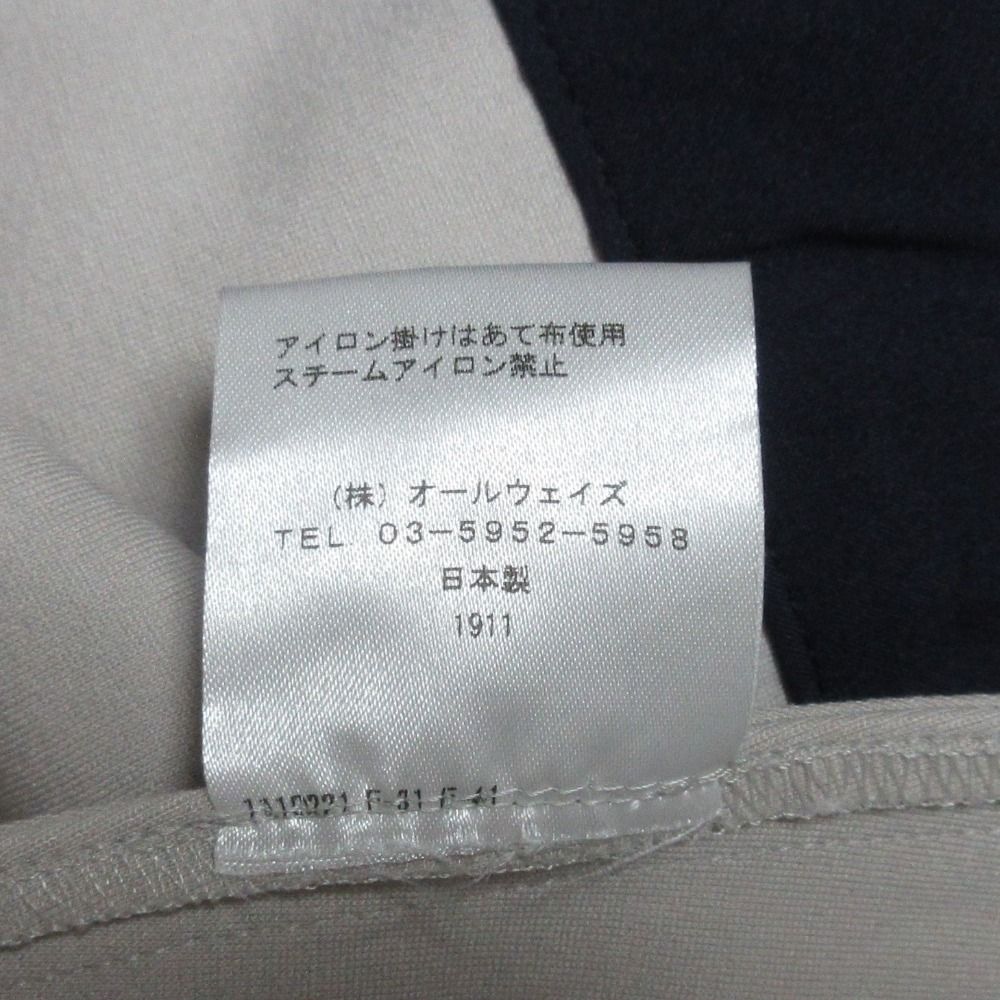 アイロン掛けはあて布使用
スチームアイロン禁止
(株) オールウェイズ
TEL 03-5952-5958
日本製
1911